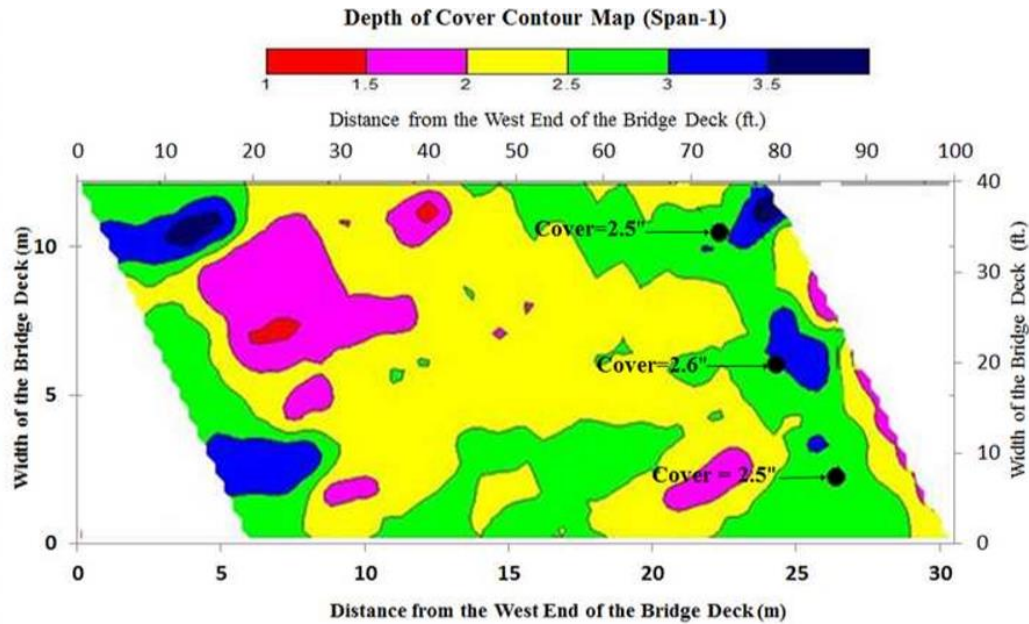 Depth of Cover Contour Map (Span-1)
1 1.5 2 2.5 3 3.5
Distance from the West End of the Bridge Deck (ft.)
0 10 20 30 40 50 60 70 80 90 100
40
Cover=2.5"
10
30
Width of the Bridge Deck (m)
Width of the Bridge Deck (ft.)
Cover=2.6"
20
5
10
Cover = 2.5"
0
0
0 5 10 15 20 25 30
Distance from the West End of the Bridge Deck (m)